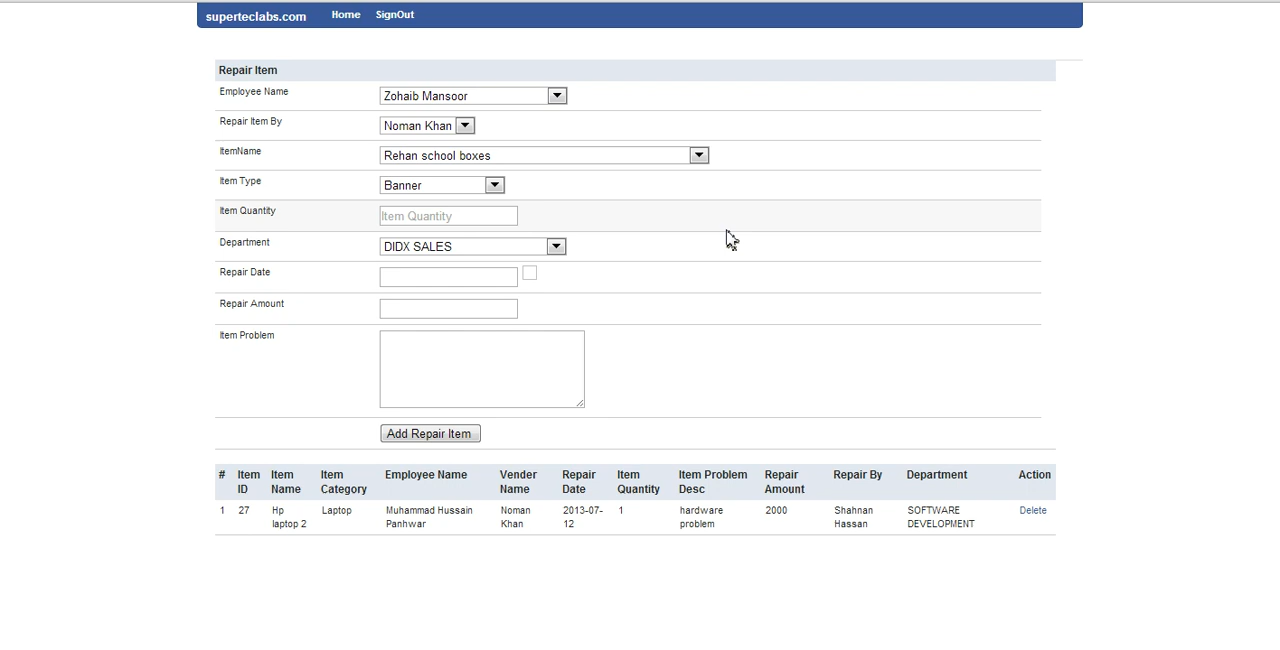 superteclabs.com Home SignOut
Repair Item
Employee Name Zohaib Mansoor
Repair Item By Noman Khan
ItemName Rehan school boxes
Item Type Banner
Item Quantity Item Quantity
Department DIDX SALES
Repair Date
Repair Amount
Item Problem
Add Repair Item
# Item ID Item Name Item Category Employee Name Vender Name Repair Date Item Quantity Item Problem Desc Repair Amount Repair By Department Action
1 27 Hp laptop 2 Laptop Muhammad Hussain Panhwar Noman Khan 2013-07-12 1 hardware problem 2000 Shahnan Hassan SOFTWARE DEVELOPMENT Delete